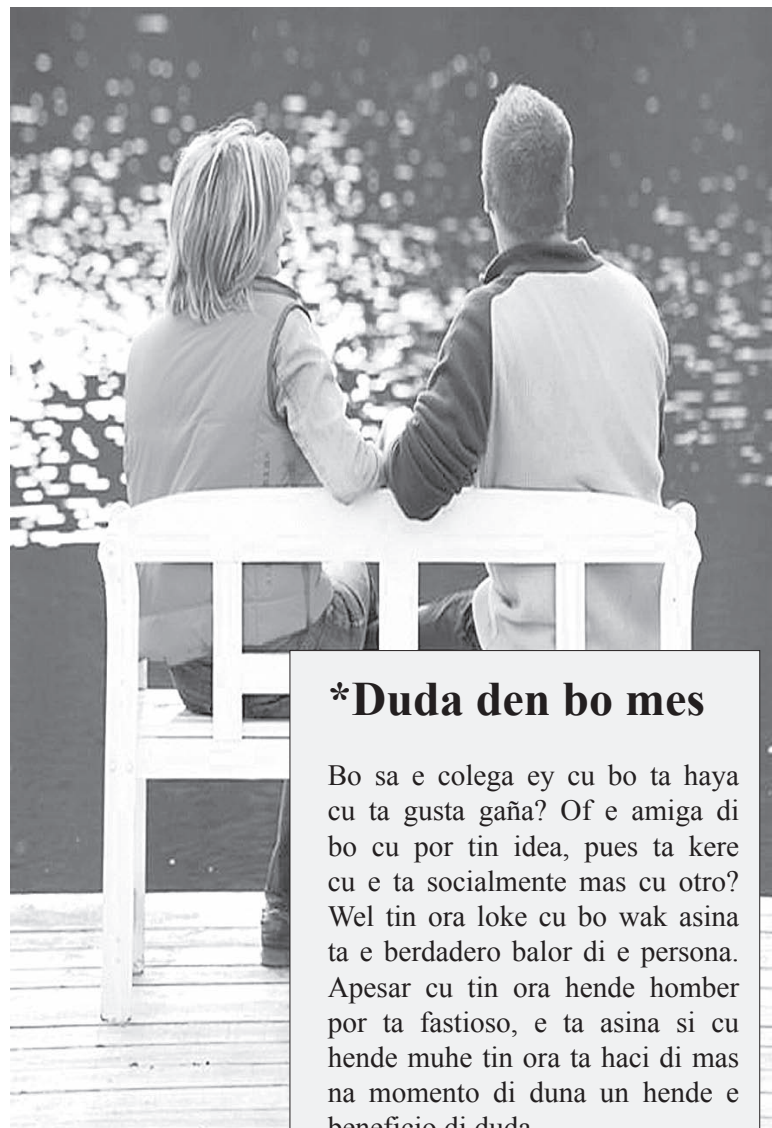 *Duda den bo mes
Bo sa e colega ey cu bo ta haya
cu ta gusta gaña? Of e amiga di
bo cu por tin idea, pues ta kere
cu e ta socialmente mas cu otro?
Wel tin ora loke cu bo wak asina
ta e berdadero balor di e persona.
Apesar cu tin ora hende homber
por ta fastioso, e ta asina si cu
hende muhe tin ora ta haci di mas
na momento di duna un hende e
beneficio di duda.